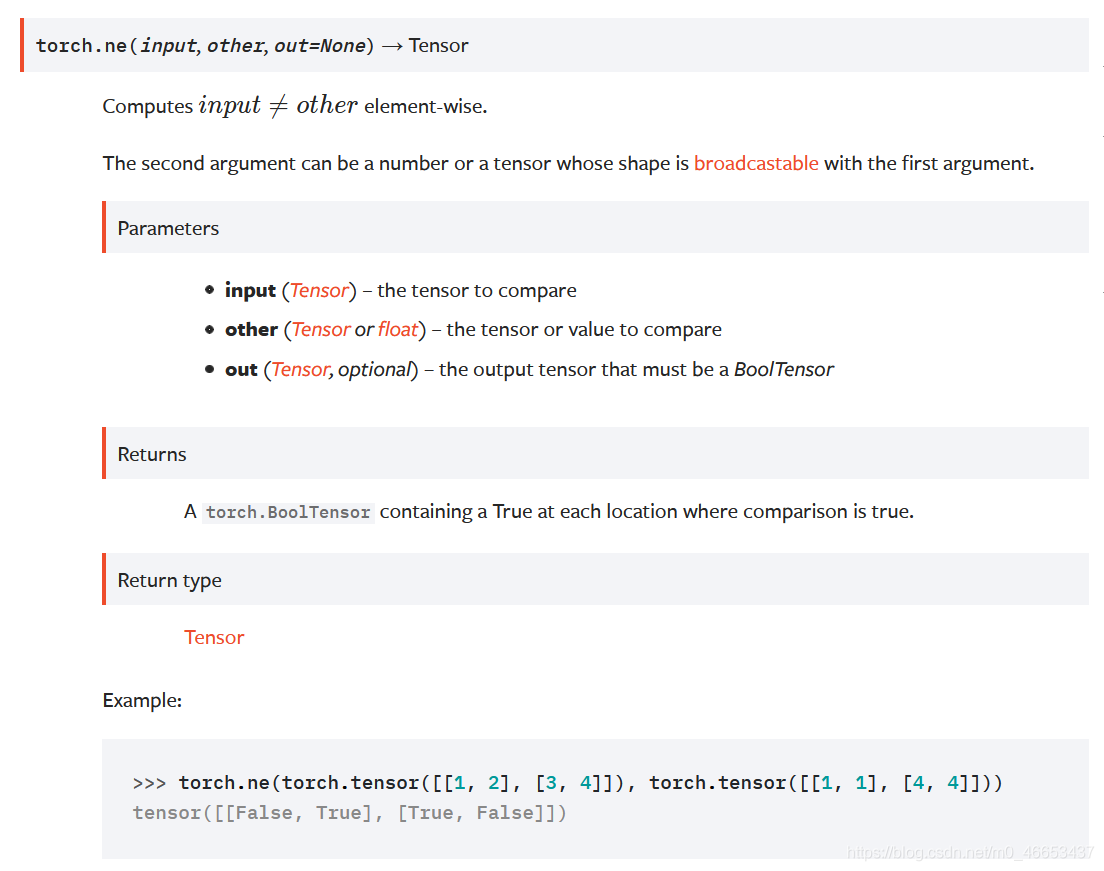 torch.ne(input, other, out=None) → Tensor
Computes input ≠ other element-wise.
The second argument can be a number or a tensor whose shape is broadcastable with the first argument.
Parameters
• input (Tensor) – the tensor to compare
• other (Tensor or float) – the tensor or value to compare
• out (Tensor, optional) – the output tensor that must be a BoolTensor
Returns
A torch.BoolTensor containing a True at each location where comparison is true.
Return type
Tensor
Example:
>>> torch.ne(torch.tensor([[1, 2], [3, 4]]), torch.tensor([[1, 1], [4, 4]]))
tensor([[False, True], [True, False]])
https://blog.csdn.net/m0_46653437